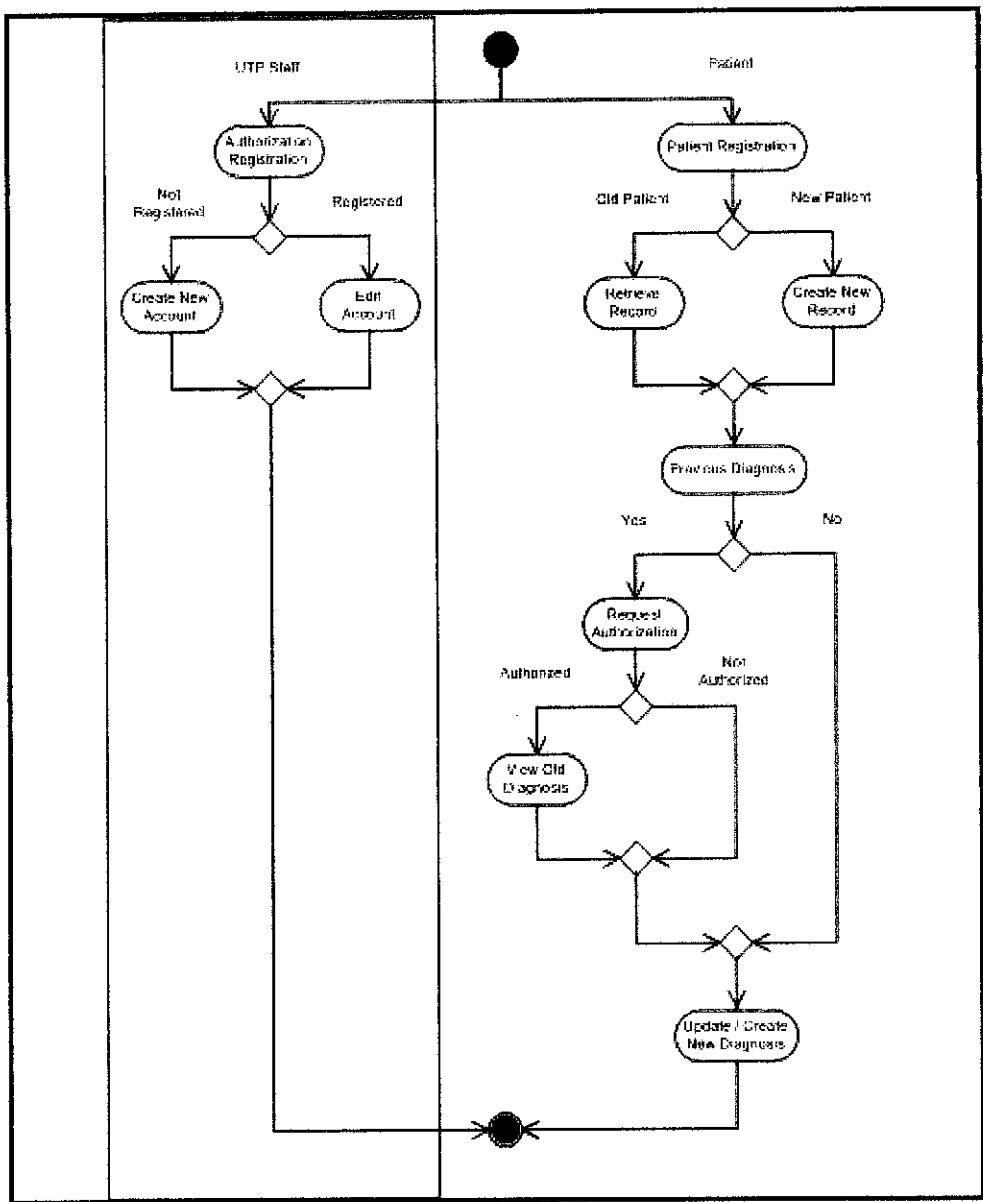 UTP Staff
Patient
Authorization
Registration
Patient Registration
Not
Registered
Registered
Old Patient
New Patient
Create New
Account
Edit
Account
Retrieve
Record
Create New
Record
Previous Diagnosis
Yes
No
Request
Authorization
Authorized
Not
Authorized
View Old
Diagnosis
Update / Create
New Diagnosis